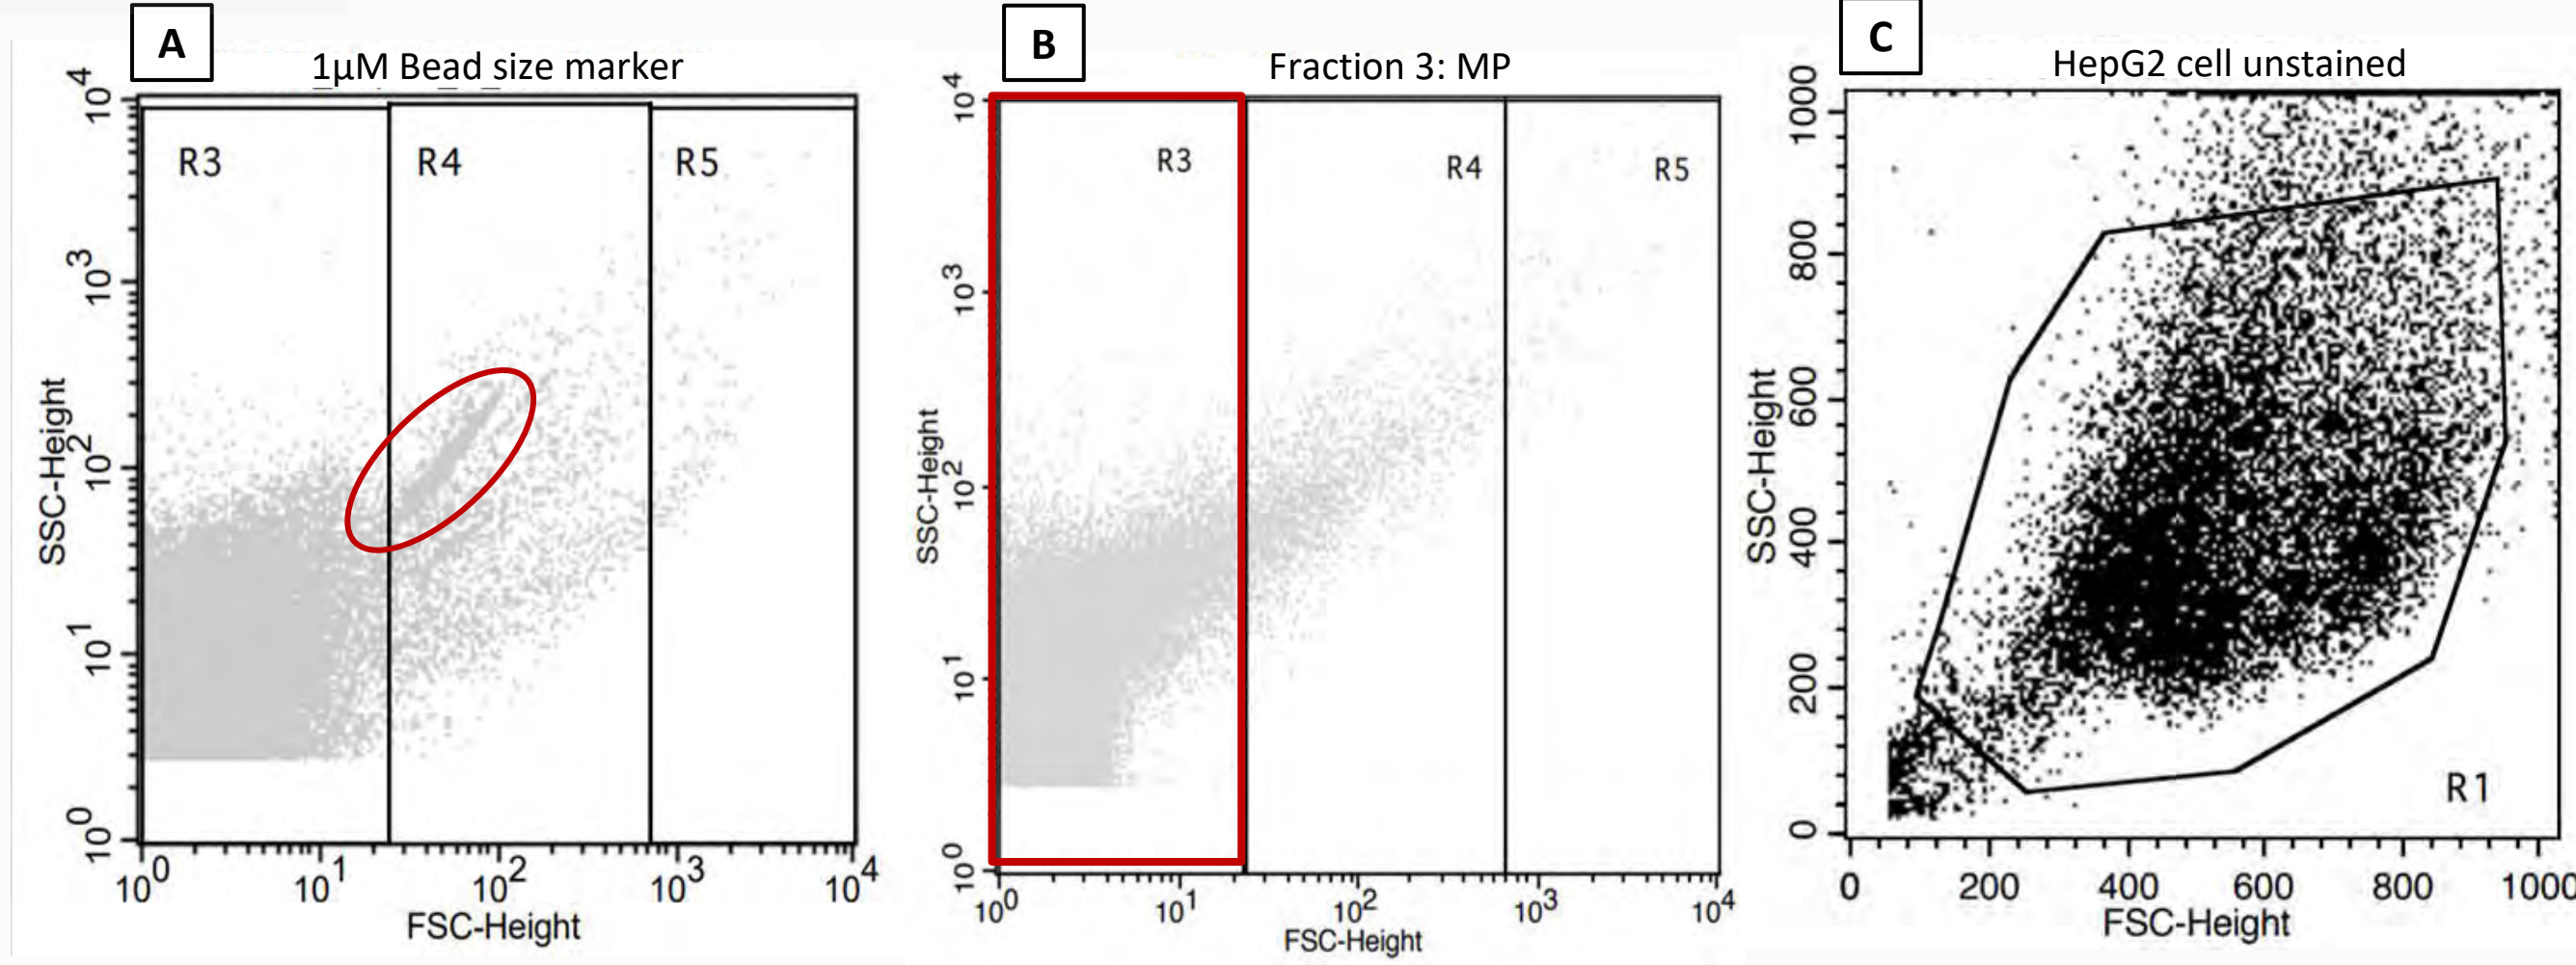 A
1µM Bead size marker
R3
R4
R5
10^4
10^3
10^2
10^1
10^0
SSC-Height
10^0 10^1 10^2 10^3 10^4
FSC-Height
B
Fraction 3: MP
R3
R4
R5
10^4
10^3
10^2
10^1
10^0
SSC-Height
10^0 10^1 10^2 10^3 10^4
FSC-Height
C
HepG2 cell unstained
1000
800
600
400
200
0
SSC-Height
R1
0 200 400 600 800 1000
FSC-Height